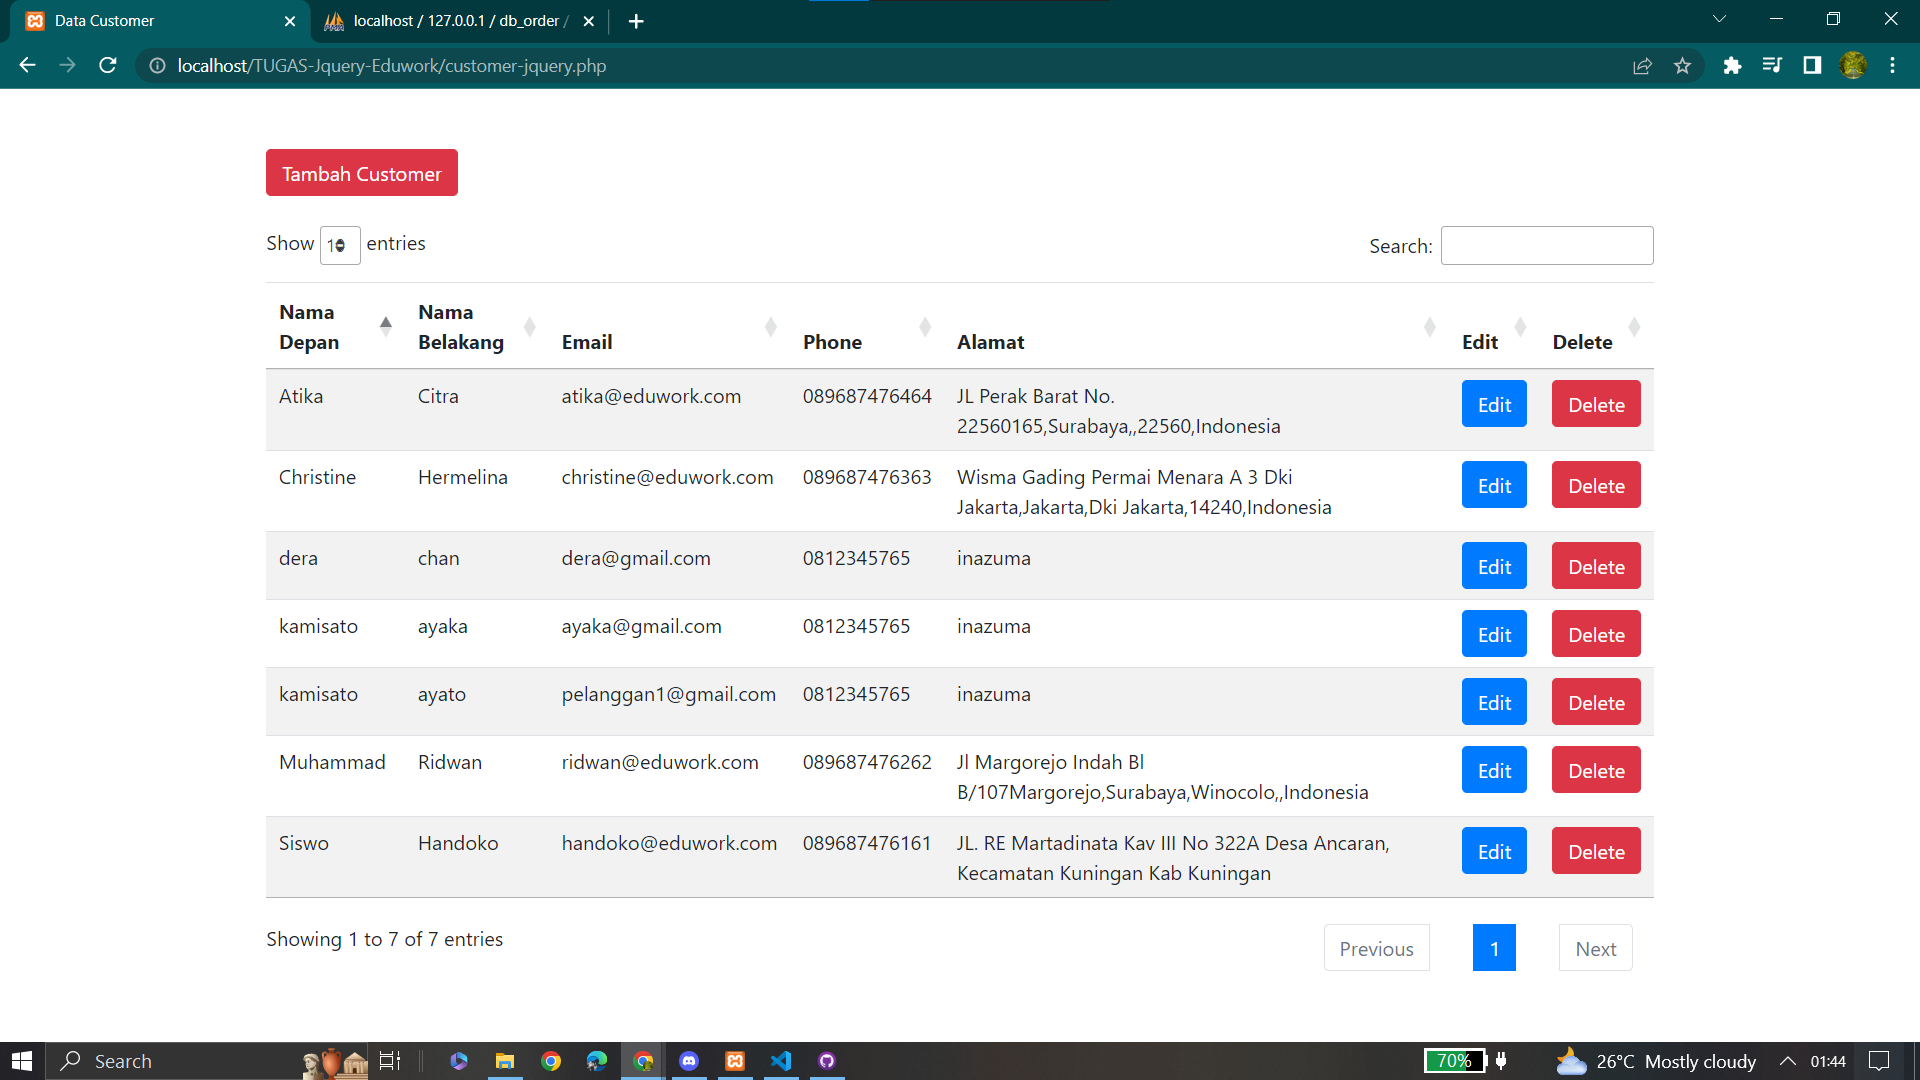 Data Customer
localhost / 127.0.0.1 / db_order /
localhost/TUGAS-Jquery-Eduwork/customer-jquery.php
Tambah Customer
Show 10 entries
Search:
Nama Depan
Nama Belakang
Email
Phone
Alamat
Edit
Delete
Atika Citra atika@eduwork.com 089687476464 JL Perak Barat No.
22560165,Surabaya,,22560,Indonesia
Edit Delete
Christine Hermelina christine@eduwork.com 089687476363 Wisma Gading Permai Menara A 3 Dki
Jakarta,Jakarta,Dki Jakarta,14240,Indonesia
Edit Delete
dera chan dera@gmail.com 0812345765 inazuma Edit Delete
kamisato ayaka ayaka@gmail.com 0812345765 inazuma Edit Delete
kamisato ayato pelanggan1@gmail.com 0812345765 inazuma Edit Delete
Muhammad Ridwan ridwan@eduwork.com 089687476262 Jl Margorejo Indah Bl
B/107Margorejo,Surabaya,Winocolo,,Indonesia
Edit Delete
Siswo Handoko handoko@eduwork.com 089687476161 JL. RE Martadinata Kav III No 322A Desa Ancaran,
Kecamatan Kuningan Kab Kuningan
Edit Delete
Showing 1 to 7 of 7 entries
Previous 1 Next
Search
70%
26°C Mostly cloudy
01:44